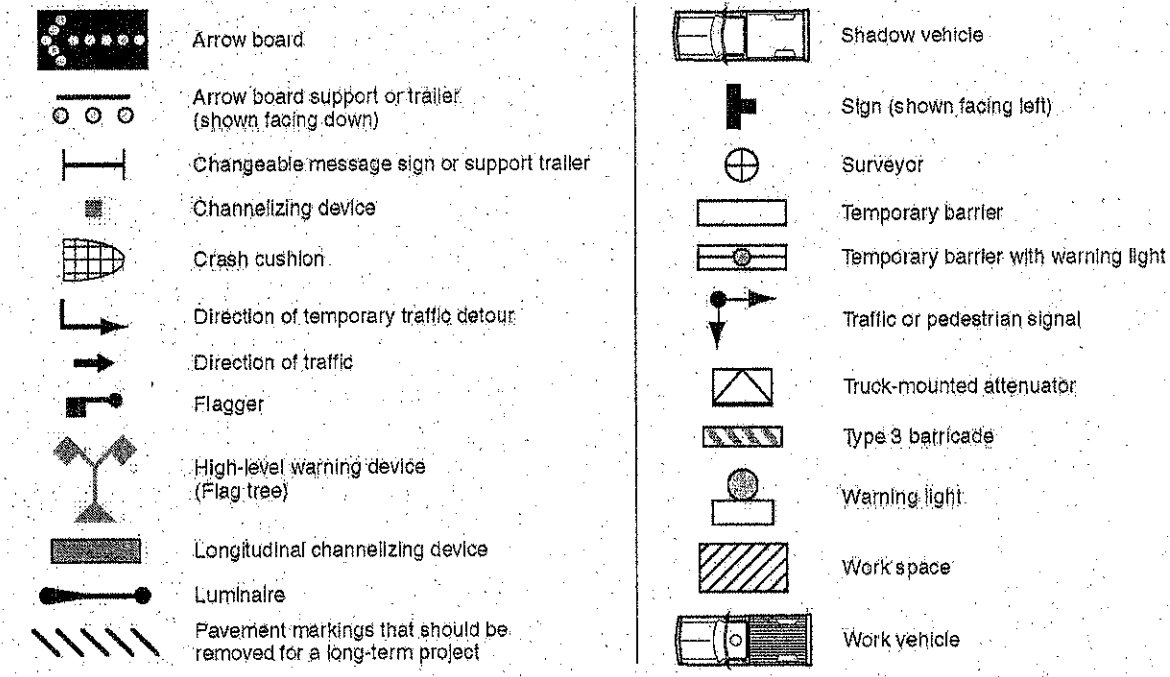 Arrow board
Arrow board support or trailer
(shown facing down)
Changeable message sign or support trailer
Channelizing device
Crash cushion
Direction of temporary traffic detour
Direction of traffic
Flagger
High-level warning device
(Flag tree)
Longitudinal channelizing device
Luminaire
Pavement markings that should be
removed for a long-term project
Shadow vehicle
Sign (shown facing left)
Surveyor
Temporary barrier
Temporary barrier with warning light
Traffic or pedestrian signal
Truck-mounted attenuator
Type 3 barricade
Warning light
Work space
Work vehicle